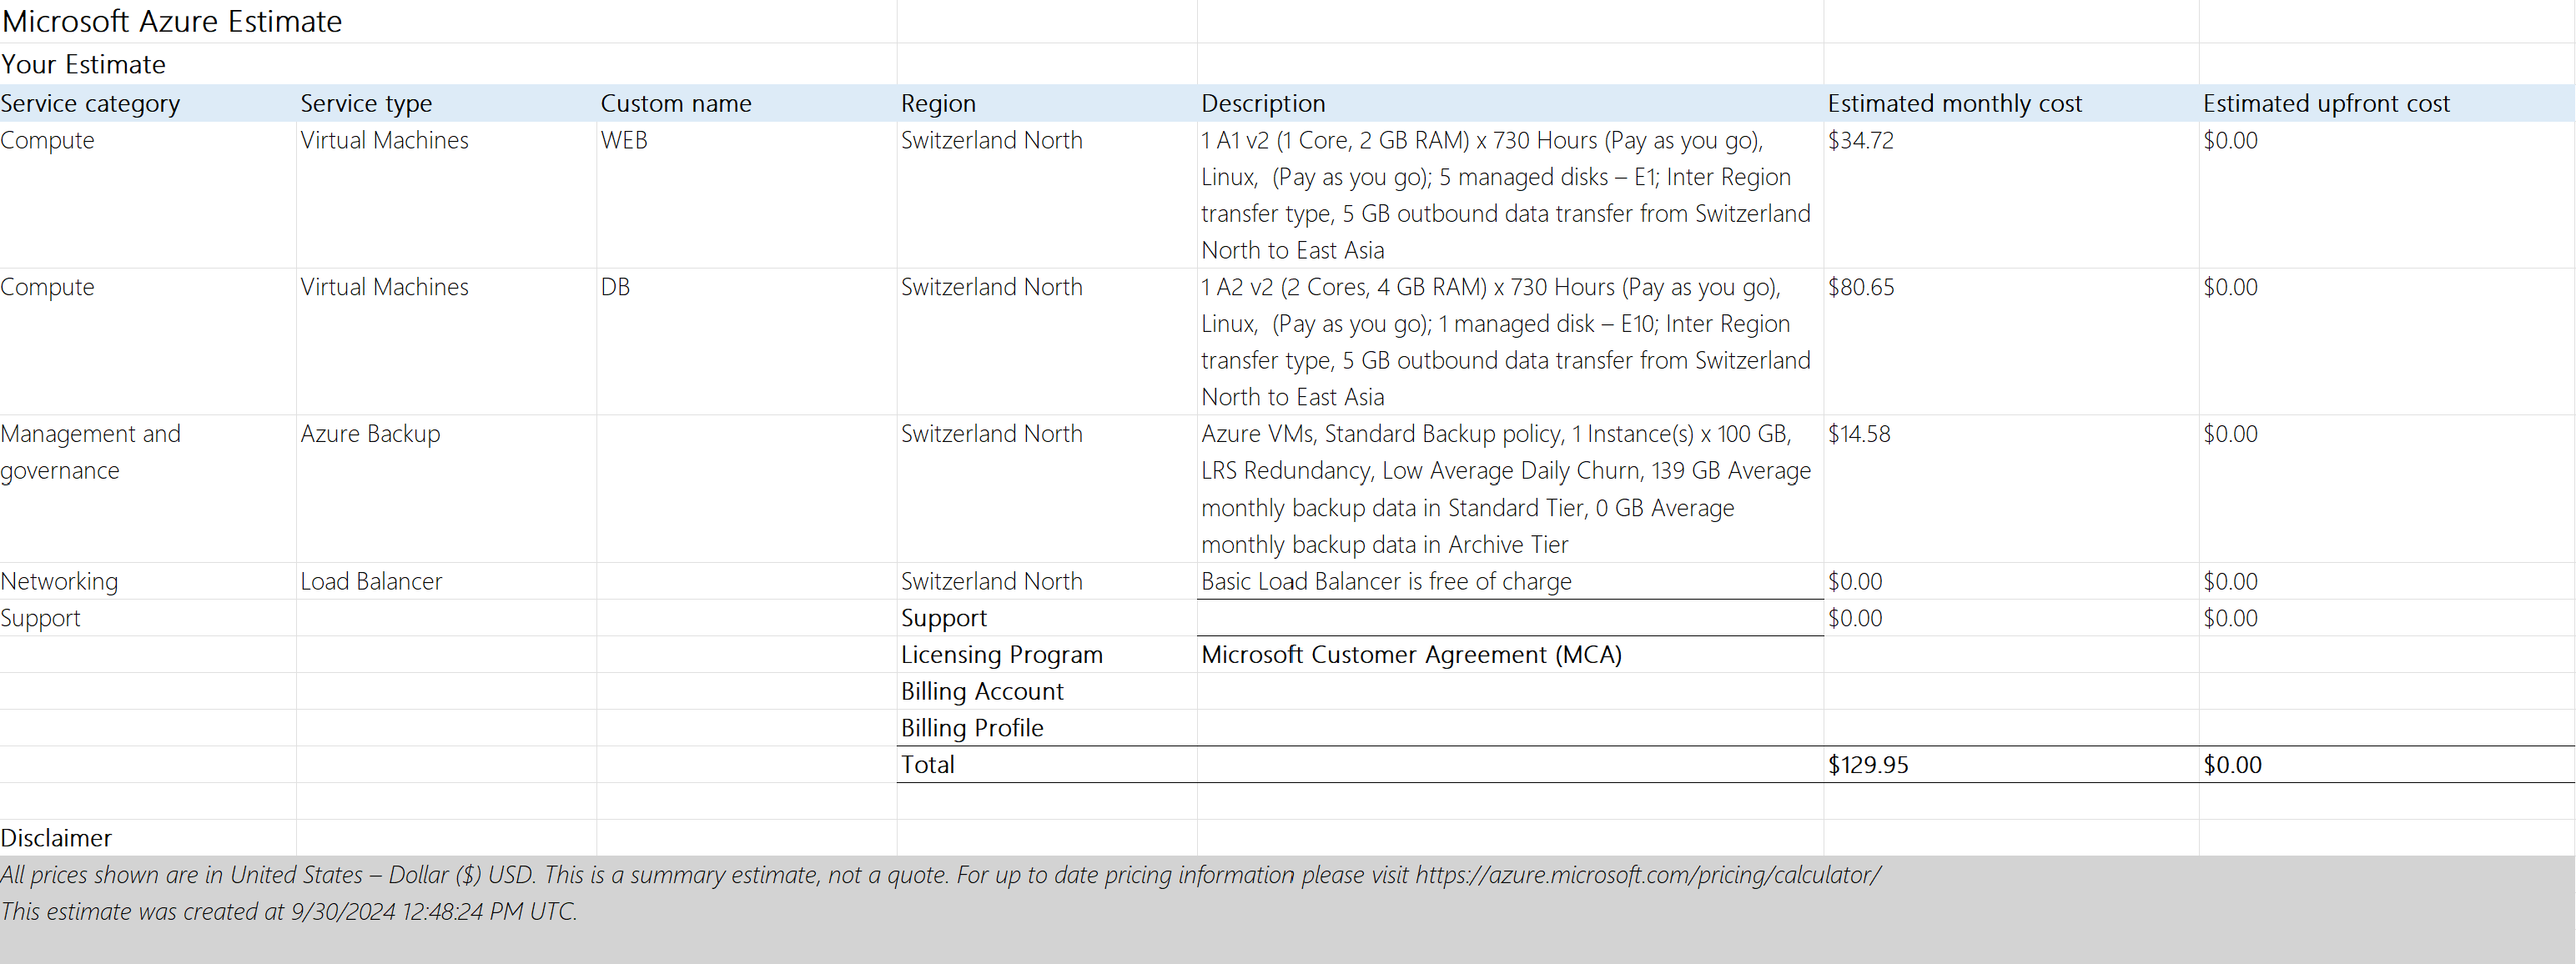 Microsoft Azure Estimate
Your Estimate
Service category Service type Custom name Region Description Estimated monthly cost Estimated upfront cost
Compute Virtual Machines WEB Switzerland North 1 A1 v2 (1 Core, 2 GB RAM) x 730 Hours (Pay as you go), $34.72 $0.00
Linux,  (Pay as you go); 5 managed disks – E1; Inter Region
transfer type, 5 GB outbound data transfer from Switzerland
North to East Asia
Compute Virtual Machines DB Switzerland North 1 A2 v2 (2 Cores, 4 GB RAM) x 730 Hours (Pay as you go), $80.65 $0.00
Linux,  (Pay as you go); 1 managed disk – E10; Inter Region
transfer type, 5 GB outbound data transfer from Switzerland
North to East Asia
Management and Azure Backup Switzerland North Azure VMs, Standard Backup policy, 1 Instance(s) x 100 GB, $14.58 $0.00
governance LRS Redundancy, Low Average Daily Churn, 139 GB Average
monthly backup data in Standard Tier, 0 GB Average
monthly backup data in Archive Tier
Networking Load Balancer Switzerland North Basic Load Balancer is free of charge $0.00 $0.00
Support Support $0.00 $0.00
Licensing Program Microsoft Customer Agreement (MCA)
Billing Account
Billing Profile
Total $129.95 $0.00
Disclaimer
All prices shown are in United States – Dollar ($) USD. This is a summary estimate, not a quote. For up to date pricing information please visit https://azure.microsoft.com/pricing/calculator/
This estimate was created at 9/30/2024 12:48:24 PM UTC.